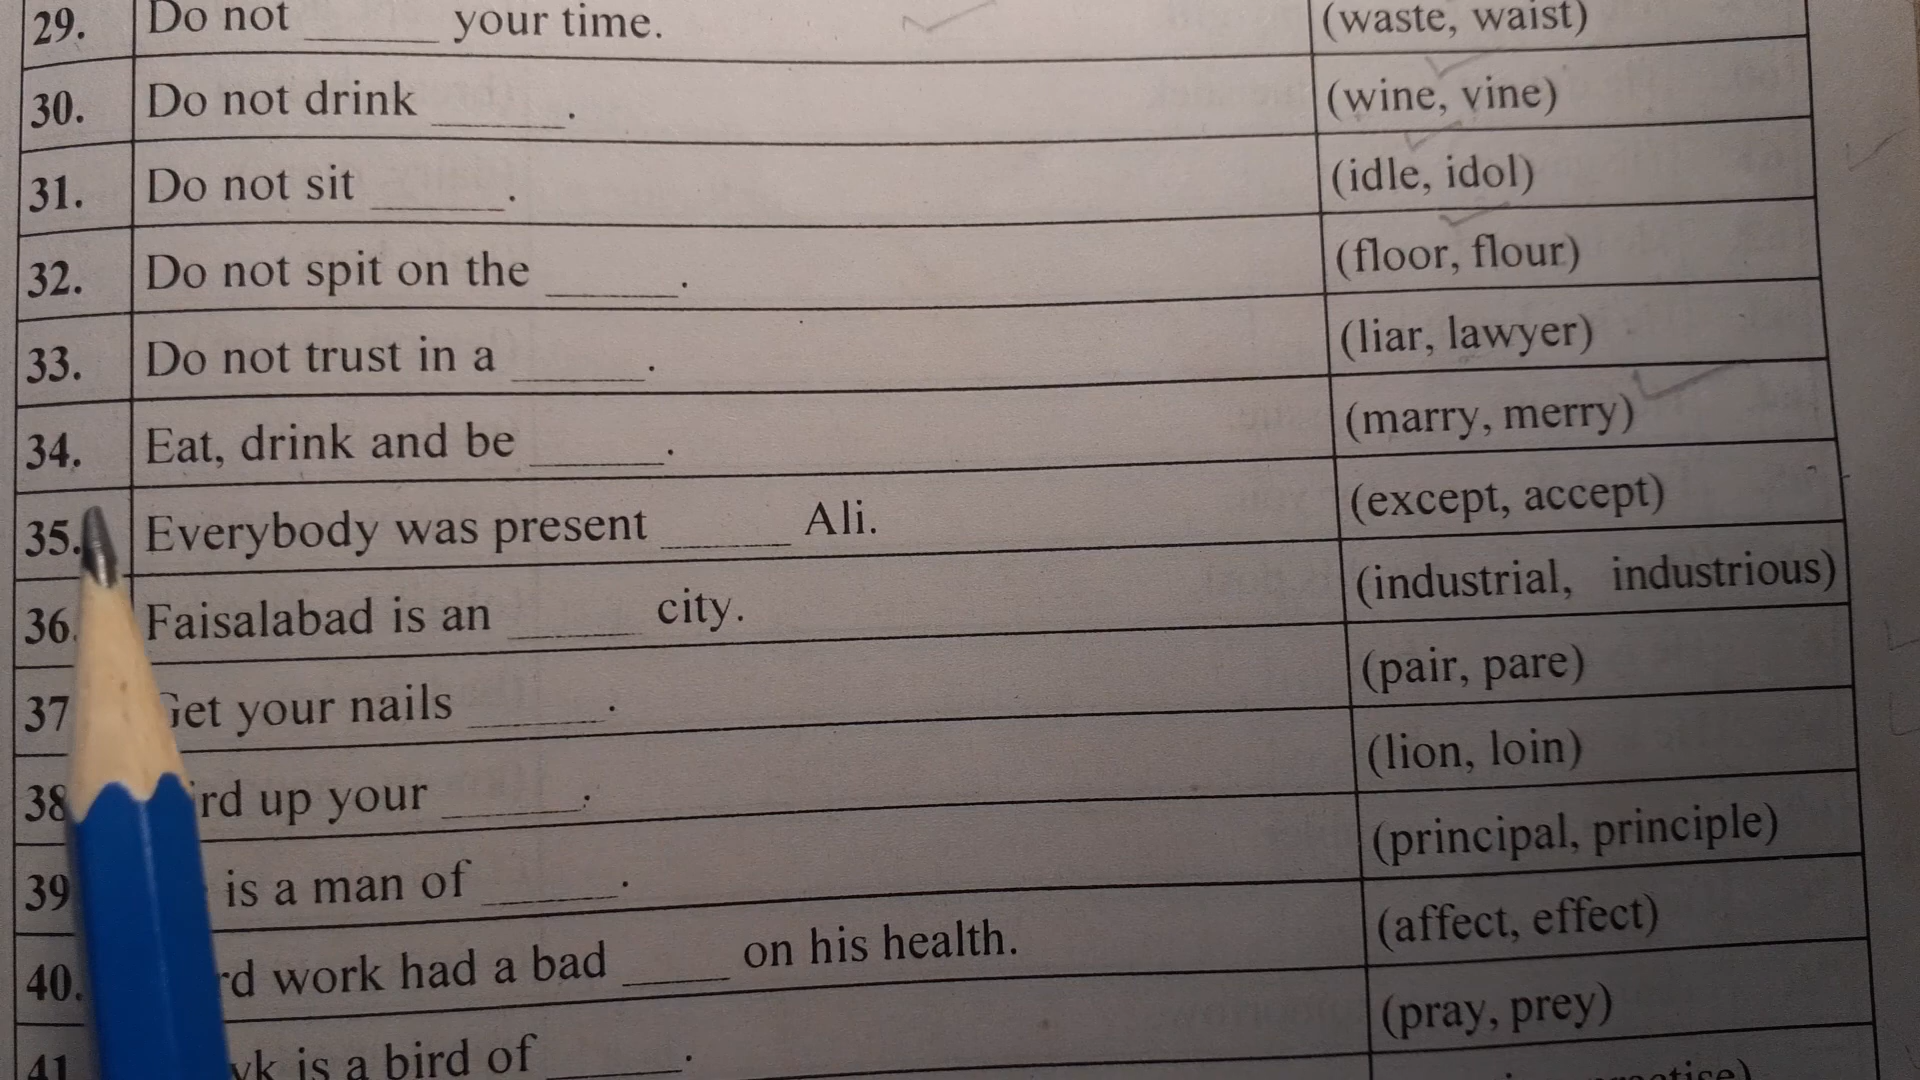 29. Do not ______ your time. (waste, waist)
30. Do not drink ______. (wine, vine)
31. Do not sit ______. (idle, idol)
32. Do not spit on the ______. (floor, flour)
33. Do not trust in a ______. (liar, lawyer)
34. Eat, drink and be ______. (marry, merry)
35. Everybody was present ______ Ali. (except, accept)
36. Faisalabad is an ______ city. (industrial, industrious)
37 Get your nails ______. (pair, pare)
38 rd up your ______. (lion, loin)
39 is a man of ______. (principal, principle)
40. rd work had a bad _____ on his health. (affect, effect)
41 wk is a bird of ______. (pray, prey)